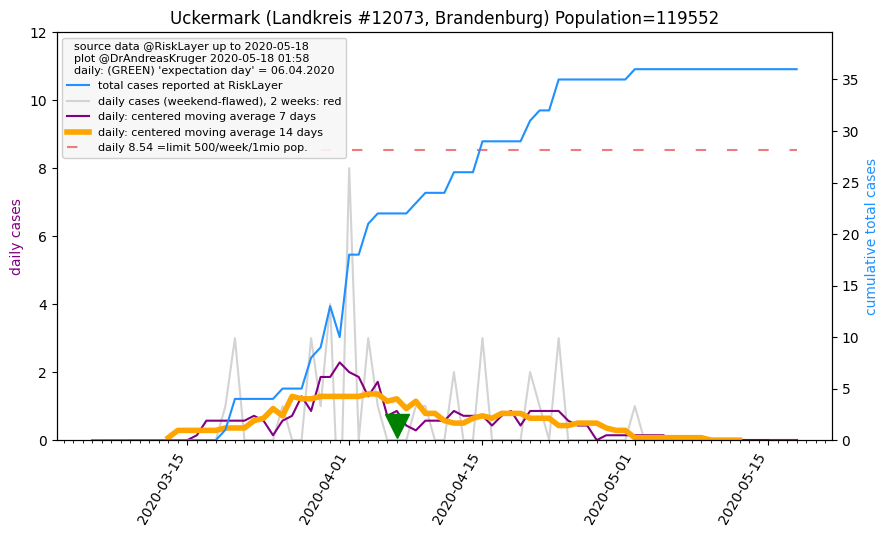 Uckermark (Landkreis #12073, Brandenburg) Population=119552
source data @RiskLayer up to 2020-05-18
plot @DrAndreasKruger 2020-05-18 01:58
daily: (GREEN) 'expectation day' = 06.04.2020
total cases reported at RiskLayer
daily cases (weekend-flawed), 2 weeks: red
daily: centered moving average 7 days
daily: centered moving average 14 days
daily 8.54 =limit 500/week/1mio pop.
daily cases
12
10
8
6
4
2
0
cumulative total cases
35
30
25
20
15
10
5
0
2020-03-15
2020-04-01
2020-04-15
2020-05-01
2020-05-15